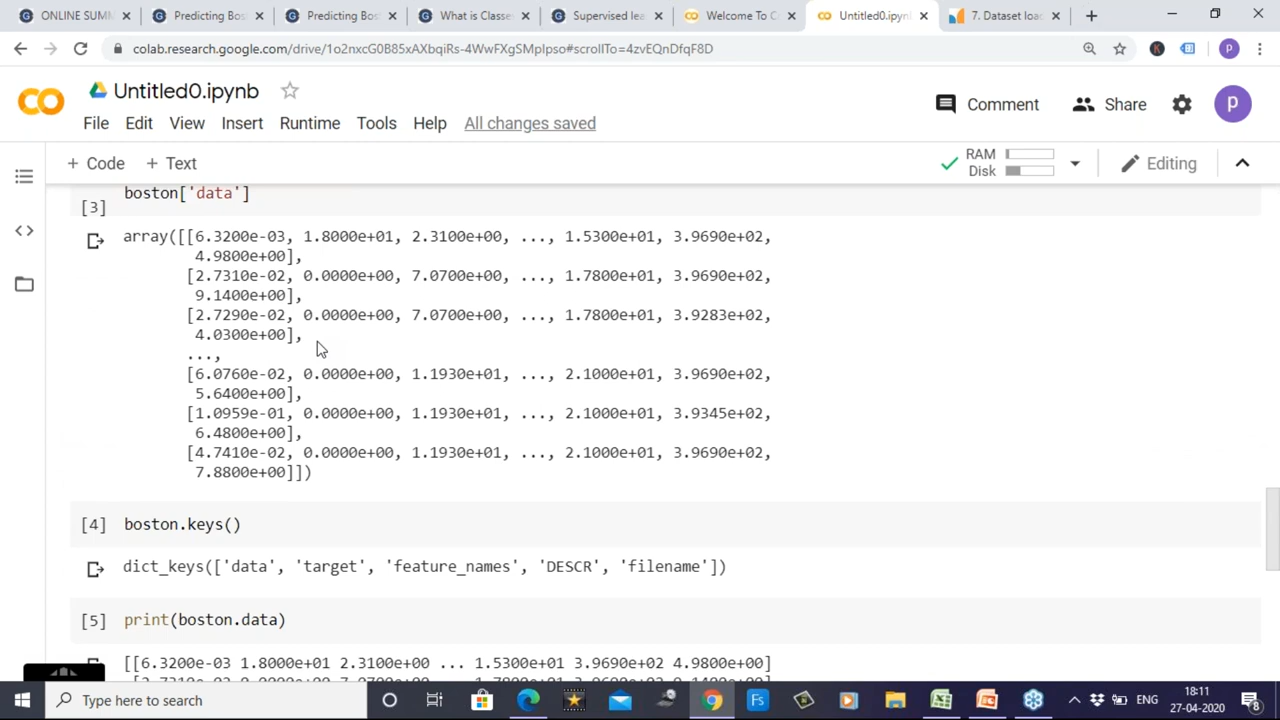 ONLINE SUMM
Predicting Bos
Predicting Bos
What is Classe
Supervised lea
Welcome To C
Untitled0.ipyn
7. Dataset loa
colab.research.google.com/drive/1o2nxcG0B85xAXbqiRs-4WwFXgSMpIpso#scrollTo=4zvEQnDfqF8D
Untitled0.ipynb
Comment
Share
File Edit View Insert Runtime Tools Help All changes saved
+ Code + Text
RAM
Disk
Editing
boston['data']
[3]
array([[6.3200e-03, 1.8000e+01, 2.3100e+00, ..., 1.5300e+01, 3.9690e+02,
4.9800e+00],
[2.7310e-02, 0.0000e+00, 7.0700e+00, ..., 1.7800e+01, 3.9690e+02,
9.1400e+00],
[2.7290e-02, 0.0000e+00, 7.0700e+00, ..., 1.7800e+01, 3.9283e+02,
4.0300e+00],
...,
[6.0760e-02, 0.0000e+00, 1.1930e+01, ..., 2.1000e+01, 3.9690e+02,
5.6400e+00],
[1.0959e-01, 0.0000e+00, 1.1930e+01, ..., 2.1000e+01, 3.9345e+02,
6.4800e+00],
[4.7410e-02, 0.0000e+00, 1.1930e+01, ..., 2.1000e+01, 3.9690e+02,
7.8800e+00]])
[4] boston.keys()
dict_keys(['data', 'target', 'feature_names', 'DESCR', 'filename'])
[5] print(boston.data)
[[6.3200e-03 1.8000e+01 2.3100e+00 ... 1.5300e+01 3.9690e+02 4.9800e+00]
Type here to search
ENG
18:11
27-04-2020